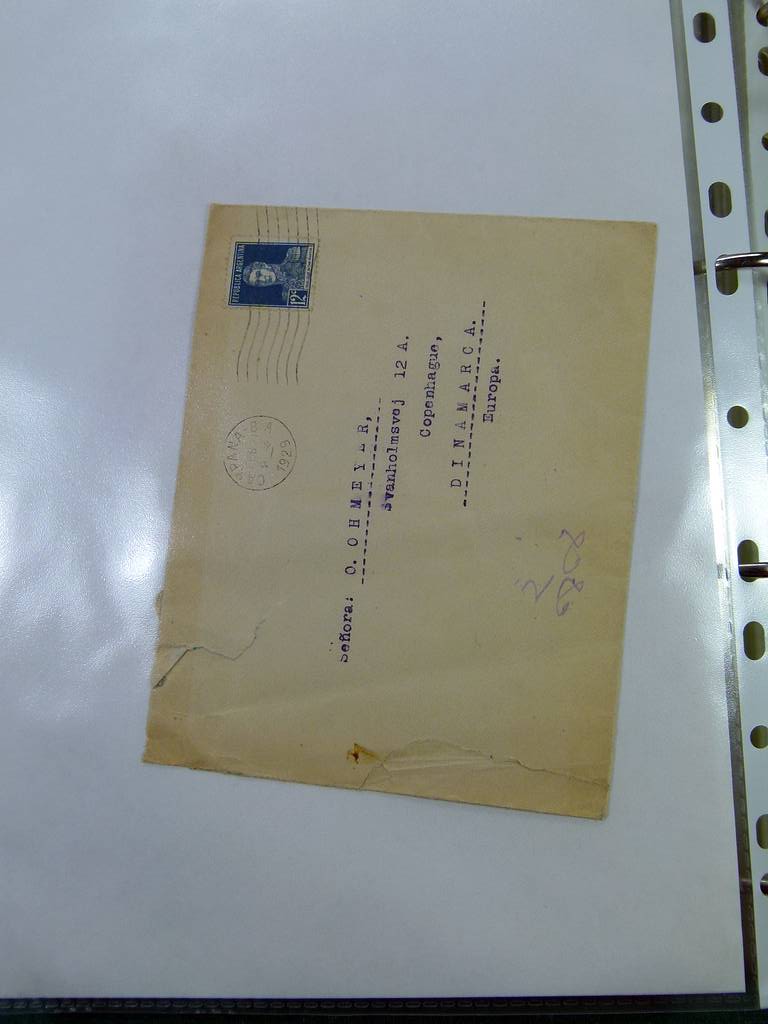 REPUBLICA ARGENTINA
12
1929
Señora: O. OHMEYER,
Svanholmsvej 12 A.
Copenhague,
DINAMARCA.
Europa.